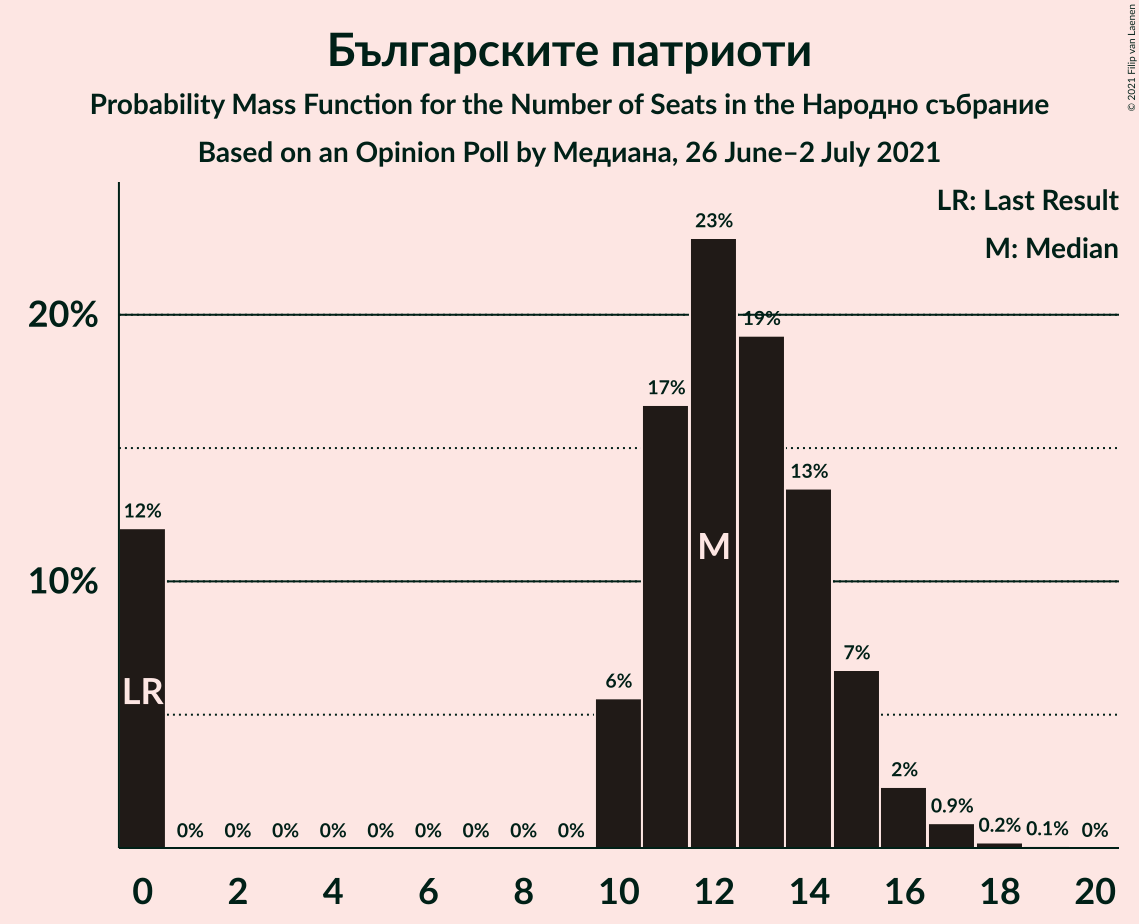 © 2021 Filip van Laenen
Българските патриоти
Probability Mass Function for the Number of Seats in the Народно събрание
Based on an Opinion Poll by Медиана, 26 June–2 July 2021
LR: Last Result
M: Median
23%
20%
19%
17%
13%
12%
M
10%
7%
6%
LR
2%
0.9%
0% 0% 0% 0% 0% 0% 0% 0% 0% 0.2% 0.1% 0%
0 2 4 6 8 10 12 14 16 18 20